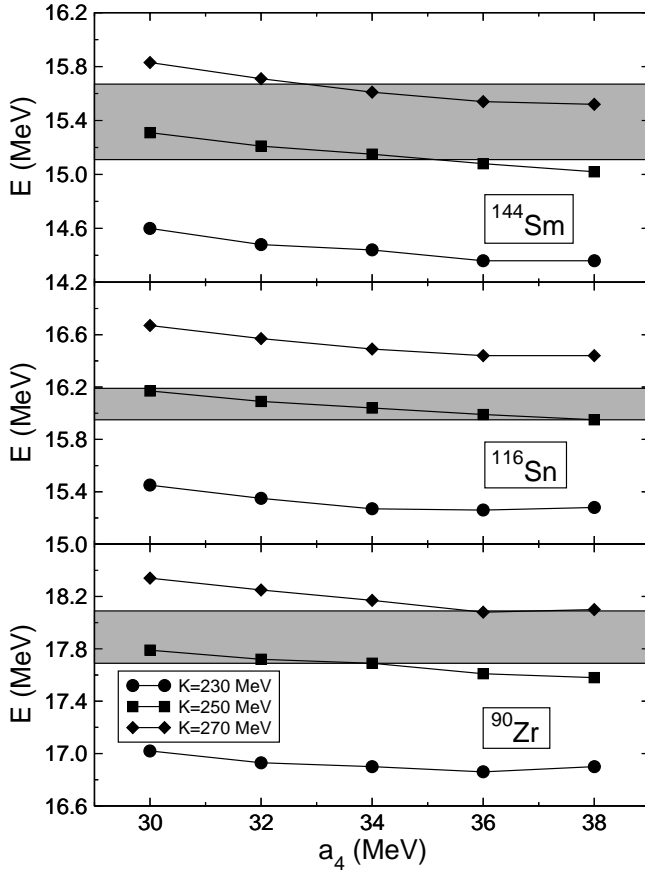 16.2
15.8
15.4
15.0
14.6
14.2
E (MeV)
¹⁴⁴Sm
16.6
16.2
15.8
15.4
15.0
E (MeV)
¹¹⁶Sn
18.2
17.8
17.4
17.0
16.6
E (MeV)
K=230 MeV
K=250 MeV
K=270 MeV
⁹⁰Zr
30 32 34 36 38
a₄ (MeV)